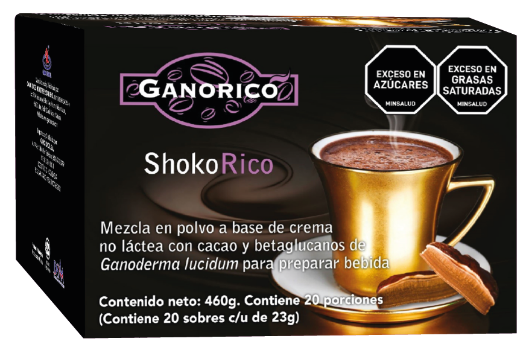 GANORICO
EXCESO EN
AZÚCARES
MINSALUD
EXCESO EN
GRASAS
SATURADAS
MINSALUD
ShokoRico
Mezcla en polvo a base de crema
no láctea con cacao y betaglucanos de
Ganoderma lucidum para preparar bebida
Contenido neto: 460g. Contiene 20 porciones
(Contiene 20 sobres c/u de 23g)